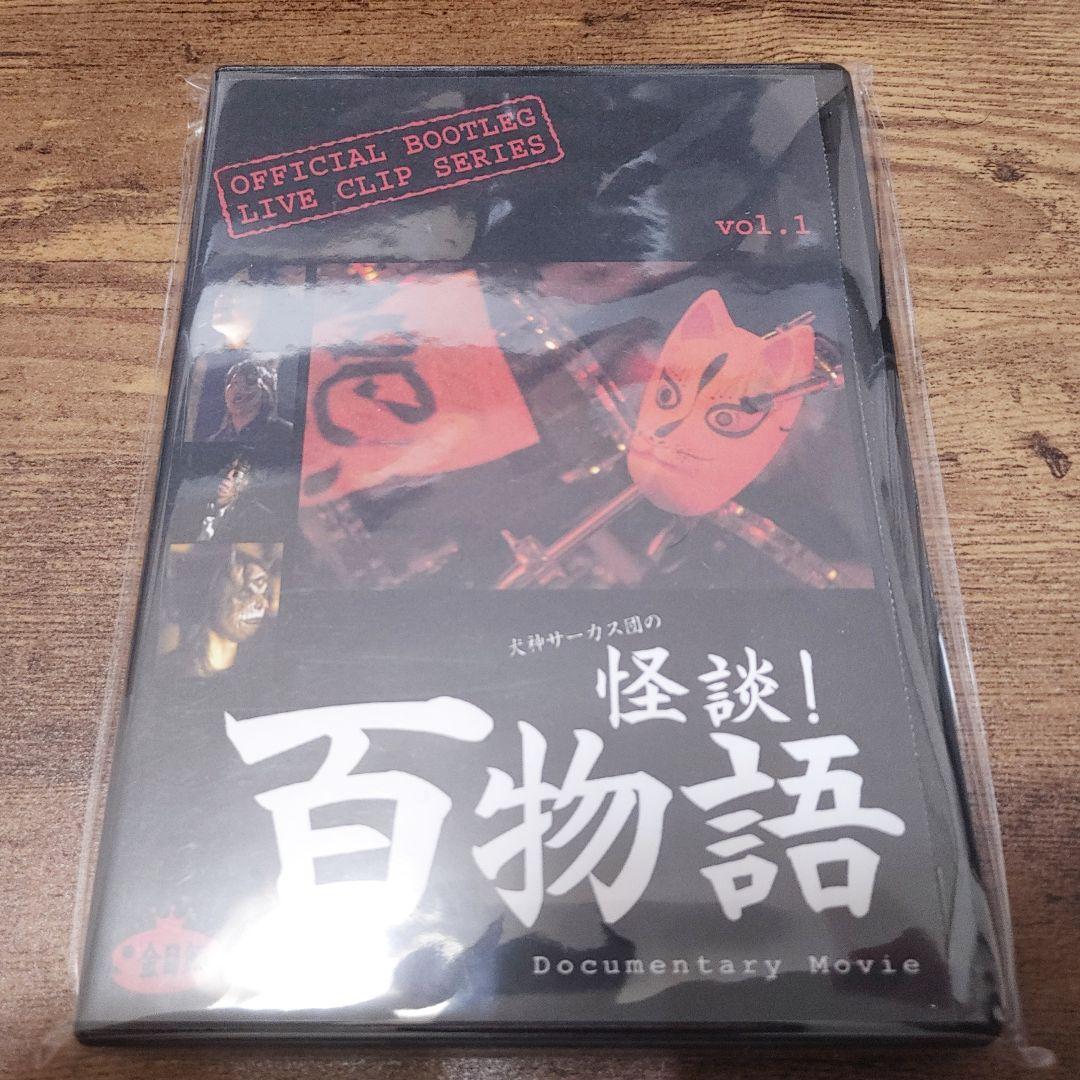 OFFICIAL BOOTLEG
LIVE CLIP SERIES
vol.1
犬神サーカス団の
怪談!
百物語
Documentary Movie